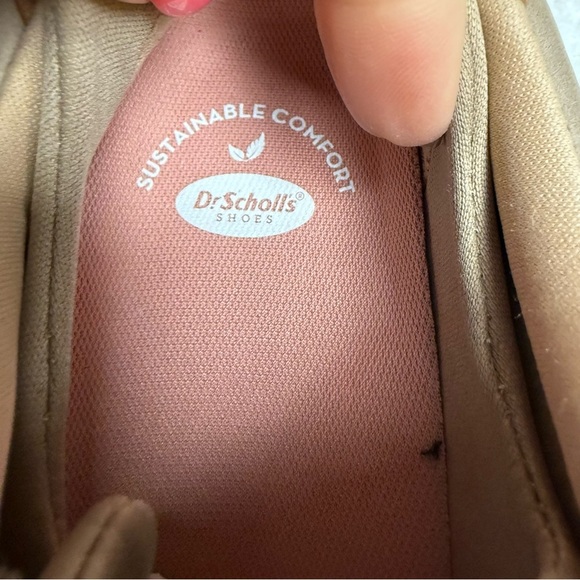 SUSTAINABLE COMFORT
Dr. Scholl's®
SHOES